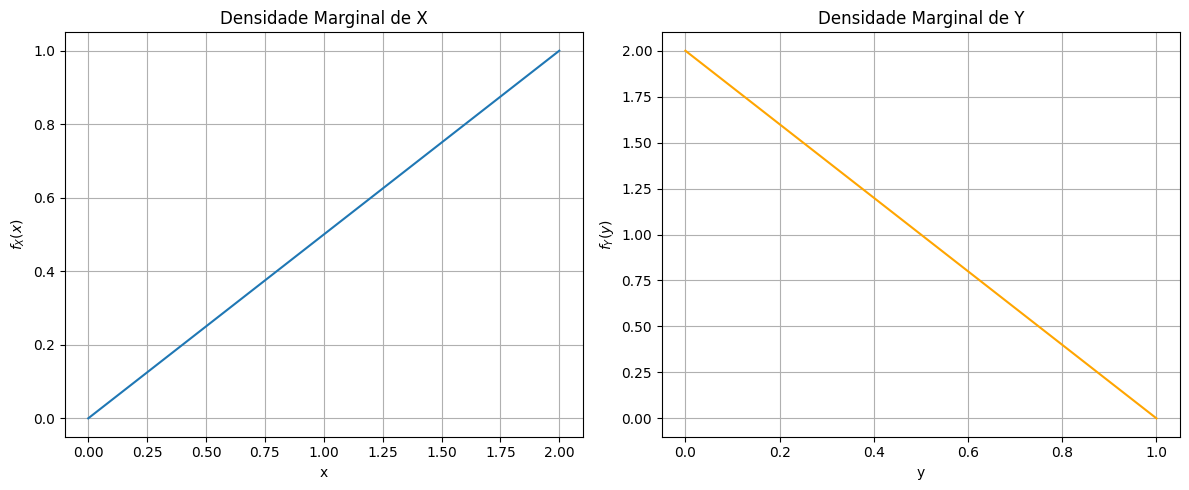 Densidade Marginal de X
1.0
0.8
0.6
0.4
0.2
0.0
f_X(x)
0.00 0.25 0.50 0.75 1.00 1.25 1.50 1.75 2.00
x
Densidade Marginal de Y
2.00
1.75
1.50
1.25
1.00
0.75
0.50
0.25
0.00
f_Y(y)
0.0 0.2 0.4 0.6 0.8 1.0
y